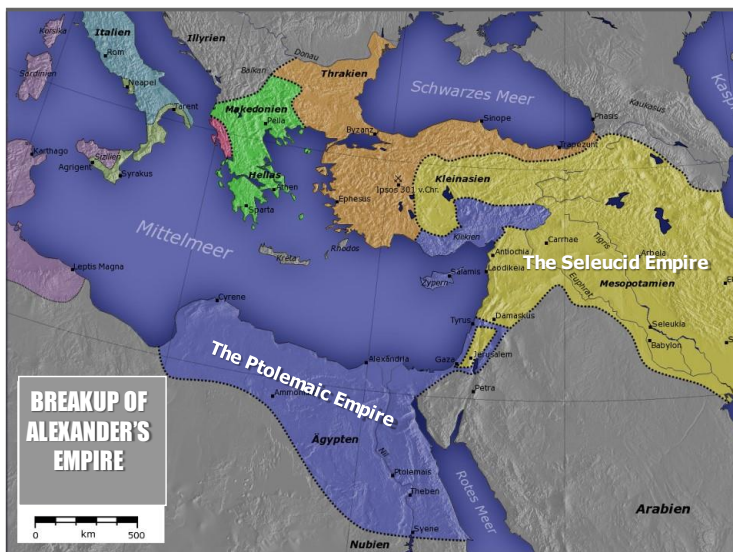 Korsika
Italien
Illyrien
Rom
Donau
Sardinien
Neapel
Balkan
Thrakien
Schwarzes Meer
Kasp
Kaukasus
Tarent
Makedonien
Pella
Byzanz
Sinope
Phasis
Trapezunt
Karthago
Sizilien
Agrigent
Syrakus
Hellas
Athen
Sparta
Ephesus
Ipsos 301 v.Chr.
Kleinasien
Mittelmeer
Kreta
Rhodos
Kilikien
Zypern
Salamis
Antiochia
Laodikeia
Carrhae
Tigris
Arbela
The Seleucid Empire
Mesopotamien
Euphrat
Leptis Magna
Cyrene
Tyrus
Damaskus
Seleukia
Babylon
S
Alexandria
Gaza
Jerusalem
Petra
The Ptolemaic Empire
Ammon
Ägypten
Nil
Ptolemais
Theben
Syene
Rotes Meer
Nubien
Arabien
BREAKUP OF
ALEXANDER'S
EMPIRE
0 km 500